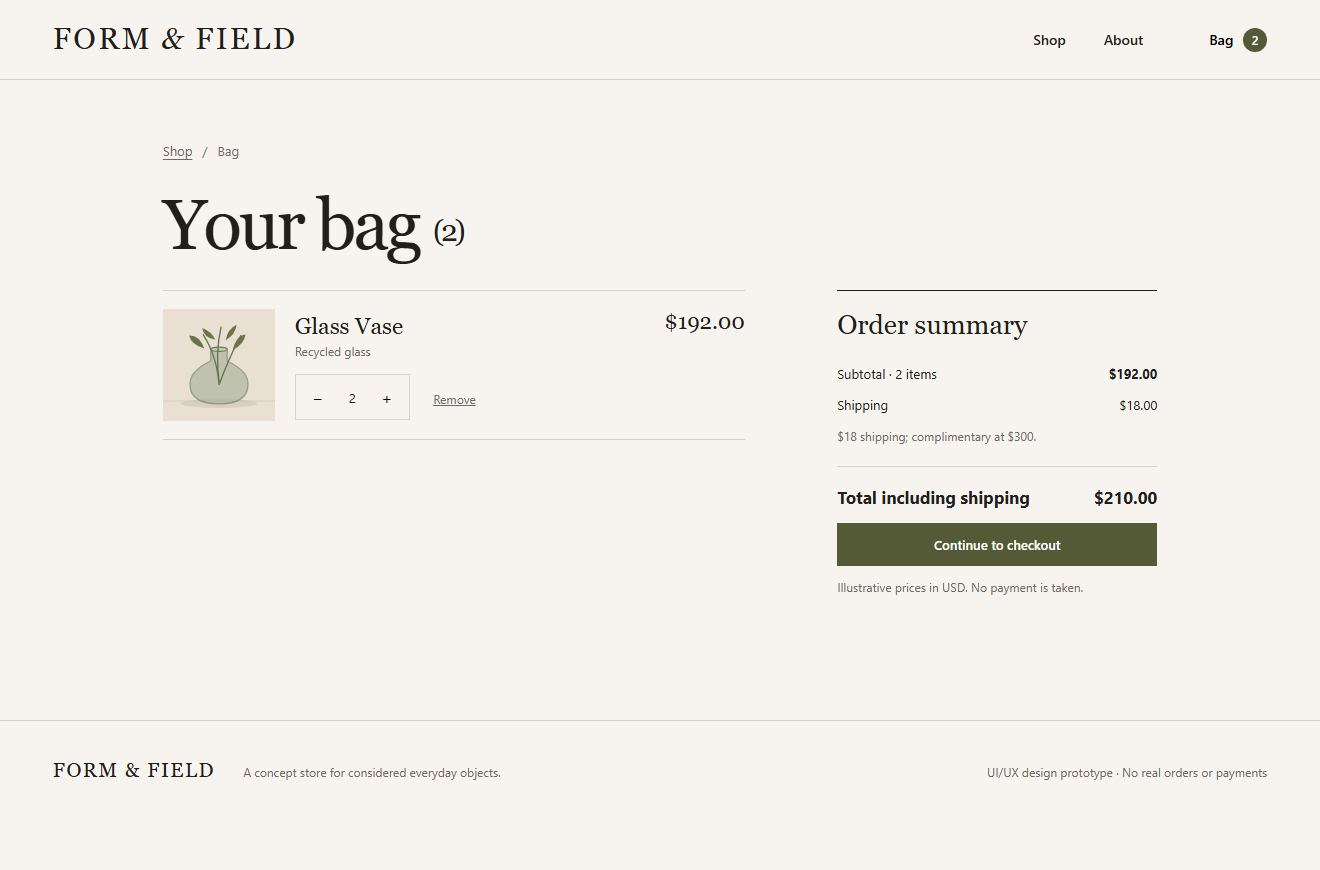 FORM & FIELD
Shop About Bag 2
Shop / Bag
Your bag (2)
Glass Vase
$192.00
Recycled glass
− 2 + Remove
Order summary
Subtotal · 2 items $192.00
Shipping $18.00
$18 shipping; complimentary at $300.
Total including shipping $210.00
Continue to checkout
Illustrative prices in USD. No payment is taken.
FORM & FIELD
A concept store for considered everyday objects.
UI/UX design prototype · No real orders or payments